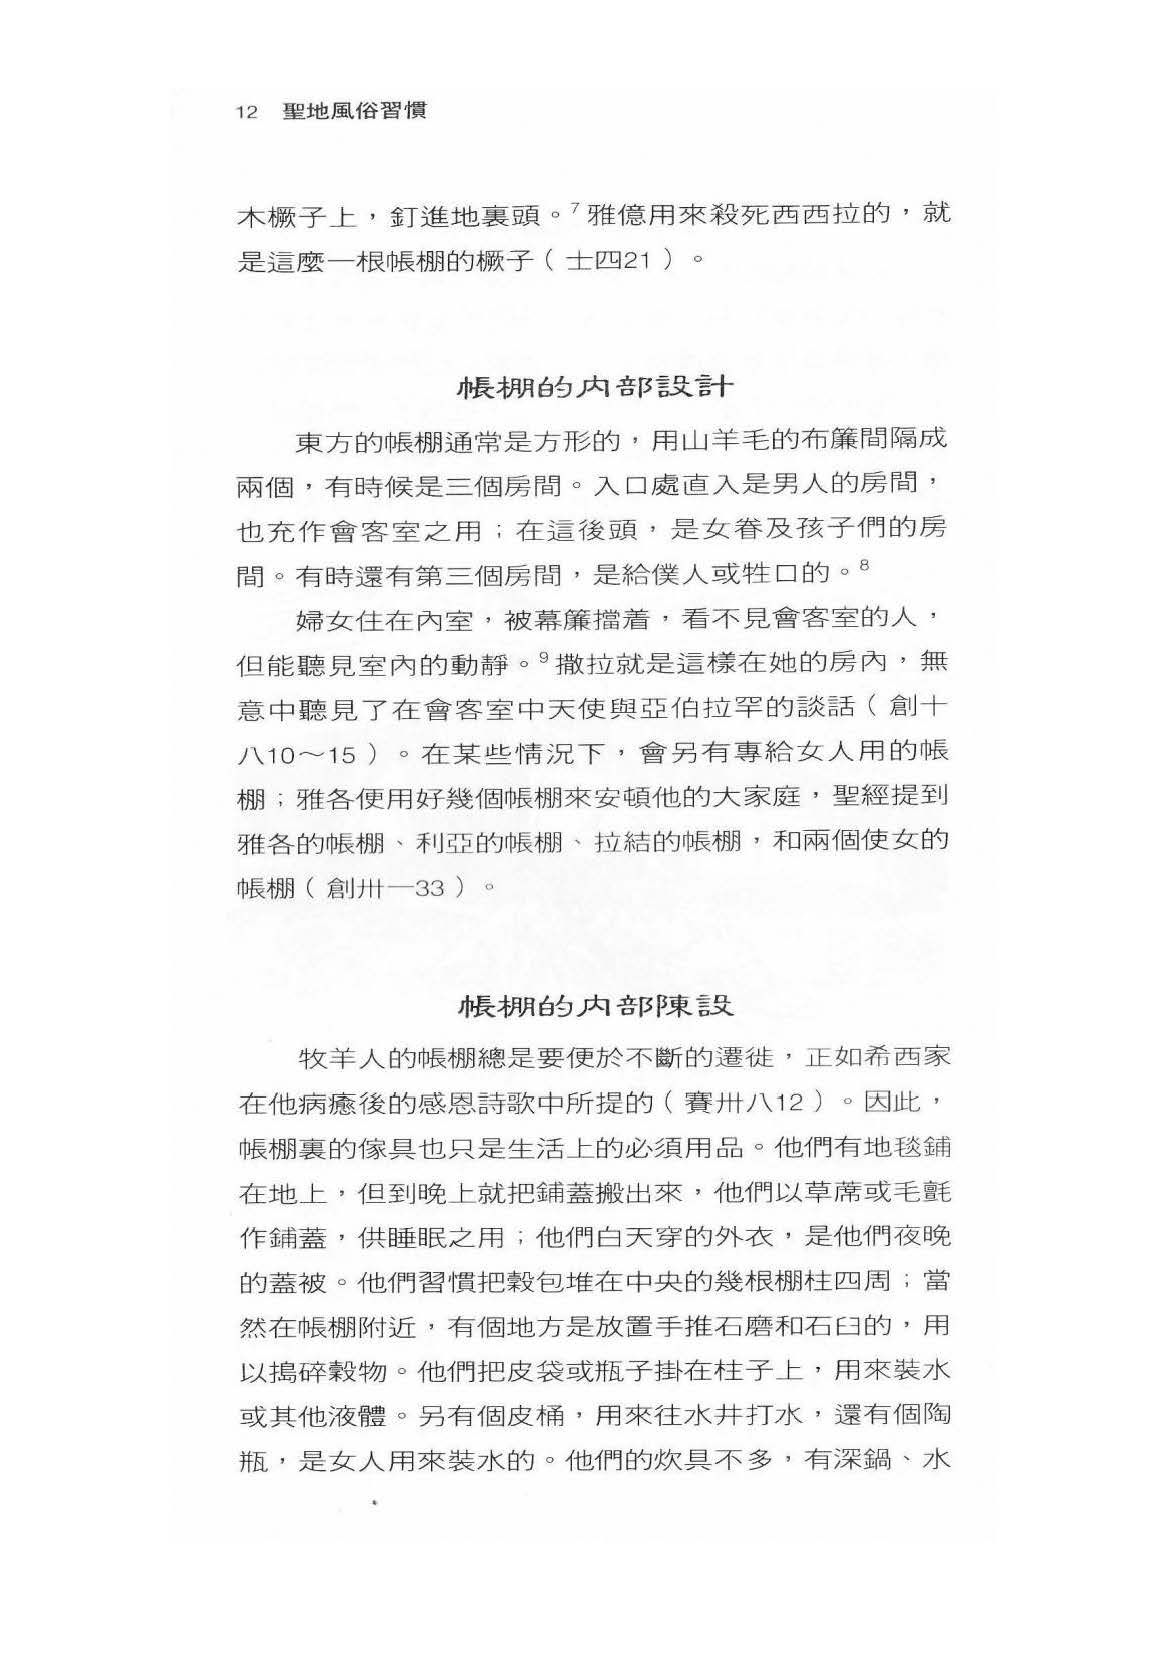 12 聖地風俗習慣
木橛子上，釘進地裏頭。7雅億用來殺死西西拉的，就
是這麼一根帳棚的橛子（士四21）。
帳棚的内部設計
東方的帳棚通常是方形的，用山羊毛的布簾間隔成
兩個，有時候是三個房間。入口處直入是男人的房間，
也充作會客室之用；在這後頭，是女眷及孩子們的房
間。有時還有第三個房間，是給僕人或牲口的。8
婦女住在內室，被幕簾擋着，看不見會客室的人，
但能聽見室內的動靜。9撒拉就是這樣在她的房內，無
意中聽見了在會客室中天使與亞伯拉罕的談話（創十
八10～15）。在某些情況下，會另有專給女人用的帳
棚；雅各便用好幾個帳棚來安頓他的大家庭，聖經提到
雅各的帳棚、利亞的帳棚、拉結的帳棚，和兩個使女的
帳棚（創卅一33）。
帳棚的内部陳設
牧羊人的帳棚總是要便於不斷的遷徙，正如希西家
在他病癒後的感恩詩歌中所提的（賽卅八12）。因此，
帳棚裏的傢具也只是生活上的必須用品。他們有地毯鋪
在地上，但到晚上就把鋪蓋搬出來，他們以草蓆或毛氈
作鋪蓋，供睡眠之用；他們白天穿的外衣，是他們夜晚
的蓋被。他們習慣把穀包堆在中央的幾根棚柱四周；當
然在帳棚附近，有個地方是放置手推石磨和石臼的，用
以搗碎穀物。他們把皮袋或瓶子掛在柱子上，用來裝水
或其他液體。另有個皮桶，用來往水井打水，還有個陶
瓶，是女人用來裝水的。他們的炊具不多，有深鍋、水